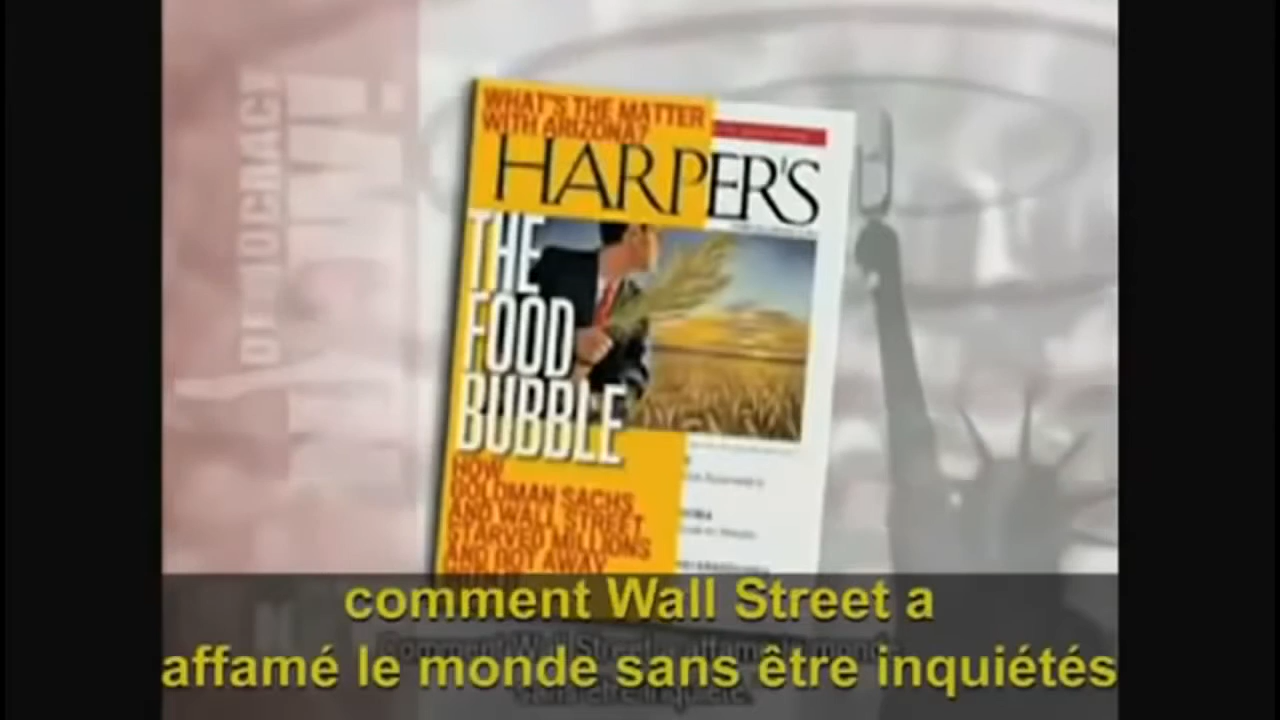 DEMOCRACY
WHAT'S THE MATTER
WITH ARIZONA?
HARPER'S
THE
FOOD
BUBBLE
HOW
GOLDMAN SACHS
AND WALL STREET
STARVED MILLIONS
AND GOT AWAY
comment Wall Street a
affamé le monde sans être inquiétés